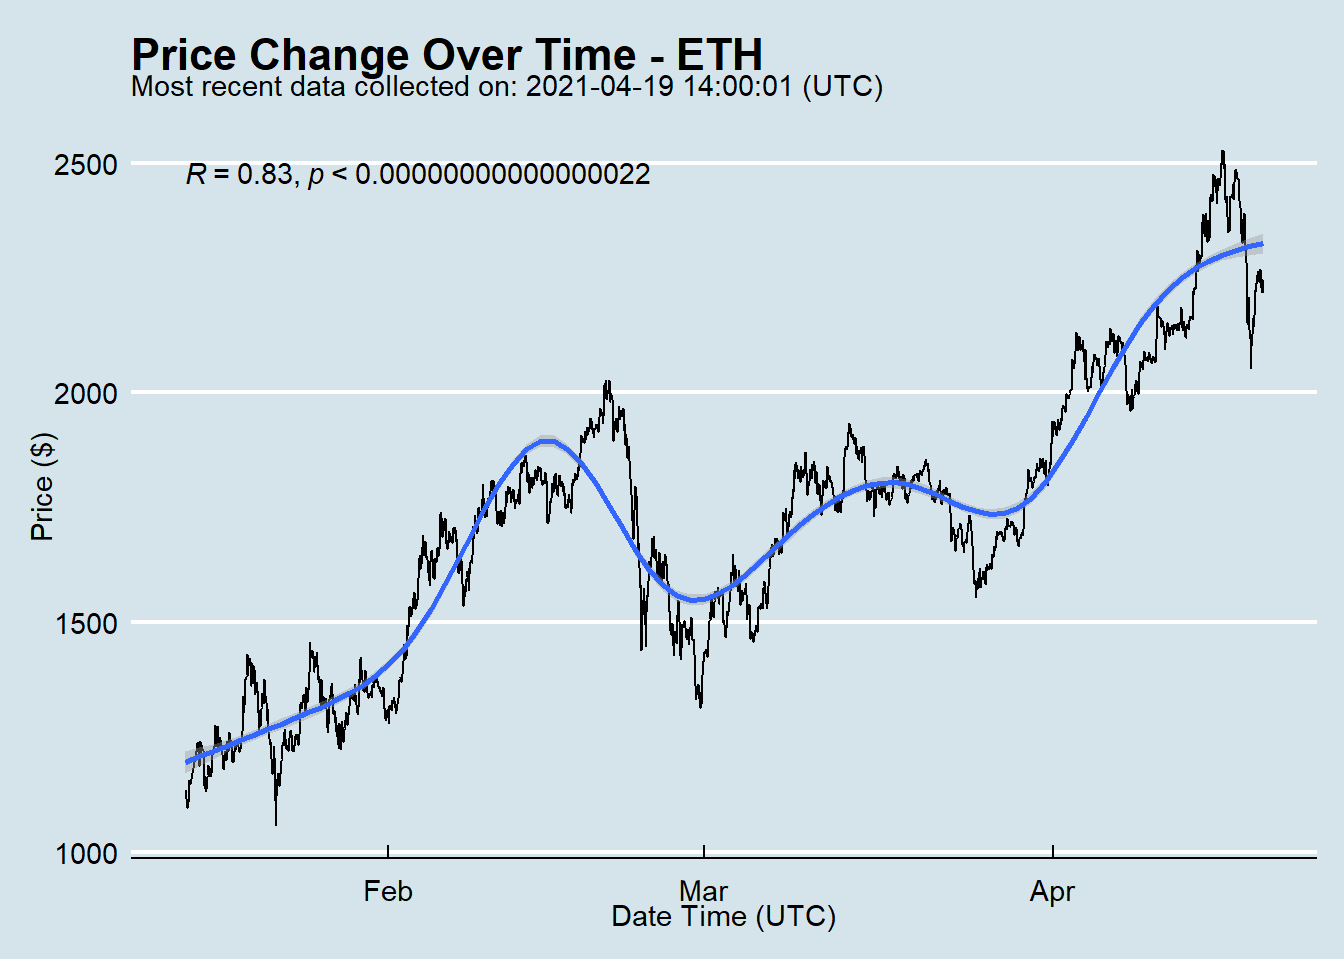 Price Change Over Time - ETH
Most recent data collected on: 2021-04-19 14:00:01 (UTC)
R = 0.83, p < 0.00000000000000022
2500
2000
1500
1000
Price ($)
Feb
Mar
Apr
Date Time (UTC)